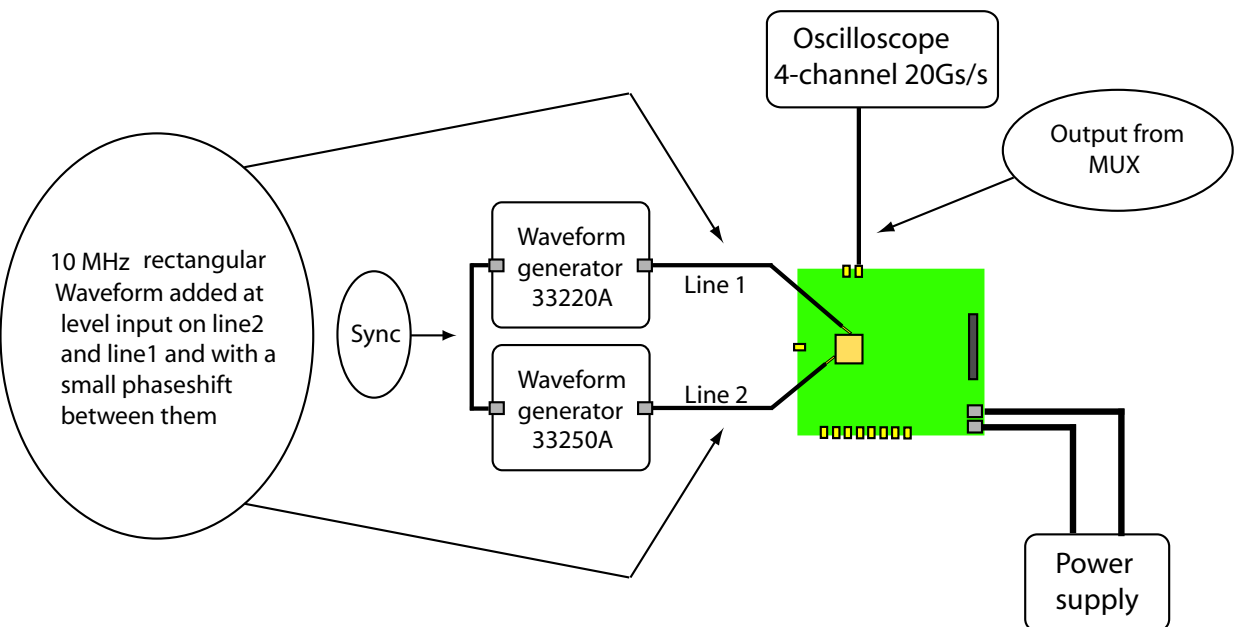 Oscilloscope
4-channel 20Gs/s
Output from
MUX
10 MHz rectangular
Waveform added at
level input on line2
and line1 and with a
small phaseshift
between them
Sync
Waveform
generator
33220A
Line 1
Waveform
generator
33250A
Line 2
Power
supply